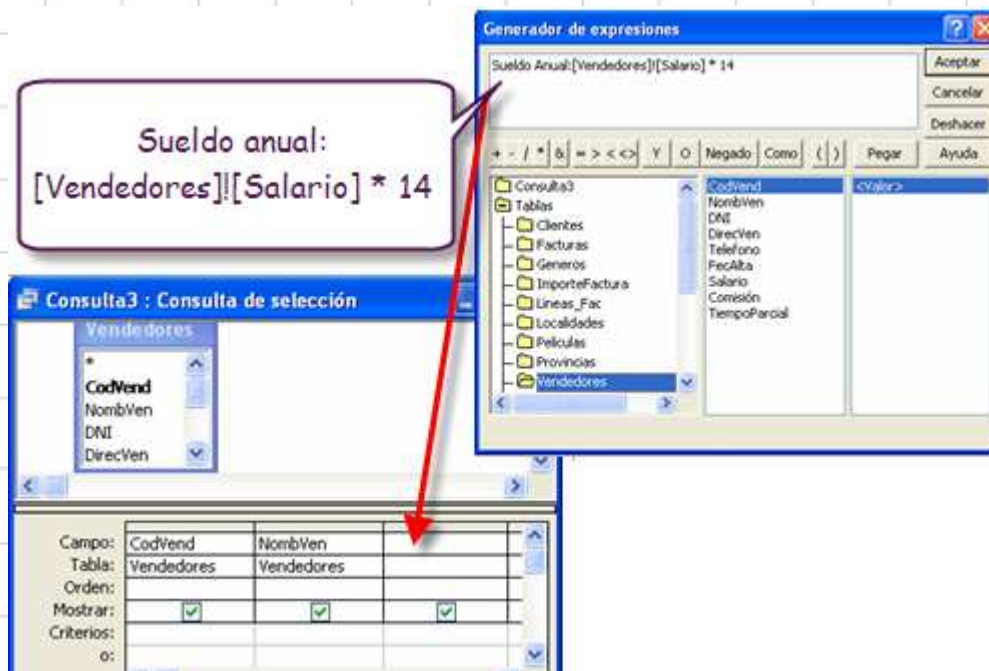 Generador de expresiones
Sueldo Anual:[Vendedores]![Salario] * 14
Aceptar
Cancelar
Deshacer
+ - / * & = > < <> Y O Negado Como ( ) Pegar Ayuda
Sueldo anual:
[Vendedores]![Salario] * 14
Consulta3
Tablas
Clientes
Facturas
Generos
ImporteFactura
Lineas_Fac
Localidades
Peliculas
Provincias
Vendedores
CodVend
NombVen
DNI
DirecVen
Telefono
FecAlta
Salario
Comisión
TiempoParcial
<Valor>
Consulta3 : Consulta de selección
Vendedores
*
CodVend
NombVen
DNI
DirecVen
Campo: CodVend NombVen
Tabla: Vendedores Vendedores
Orden:
Mostrar:
Criterios:
o: